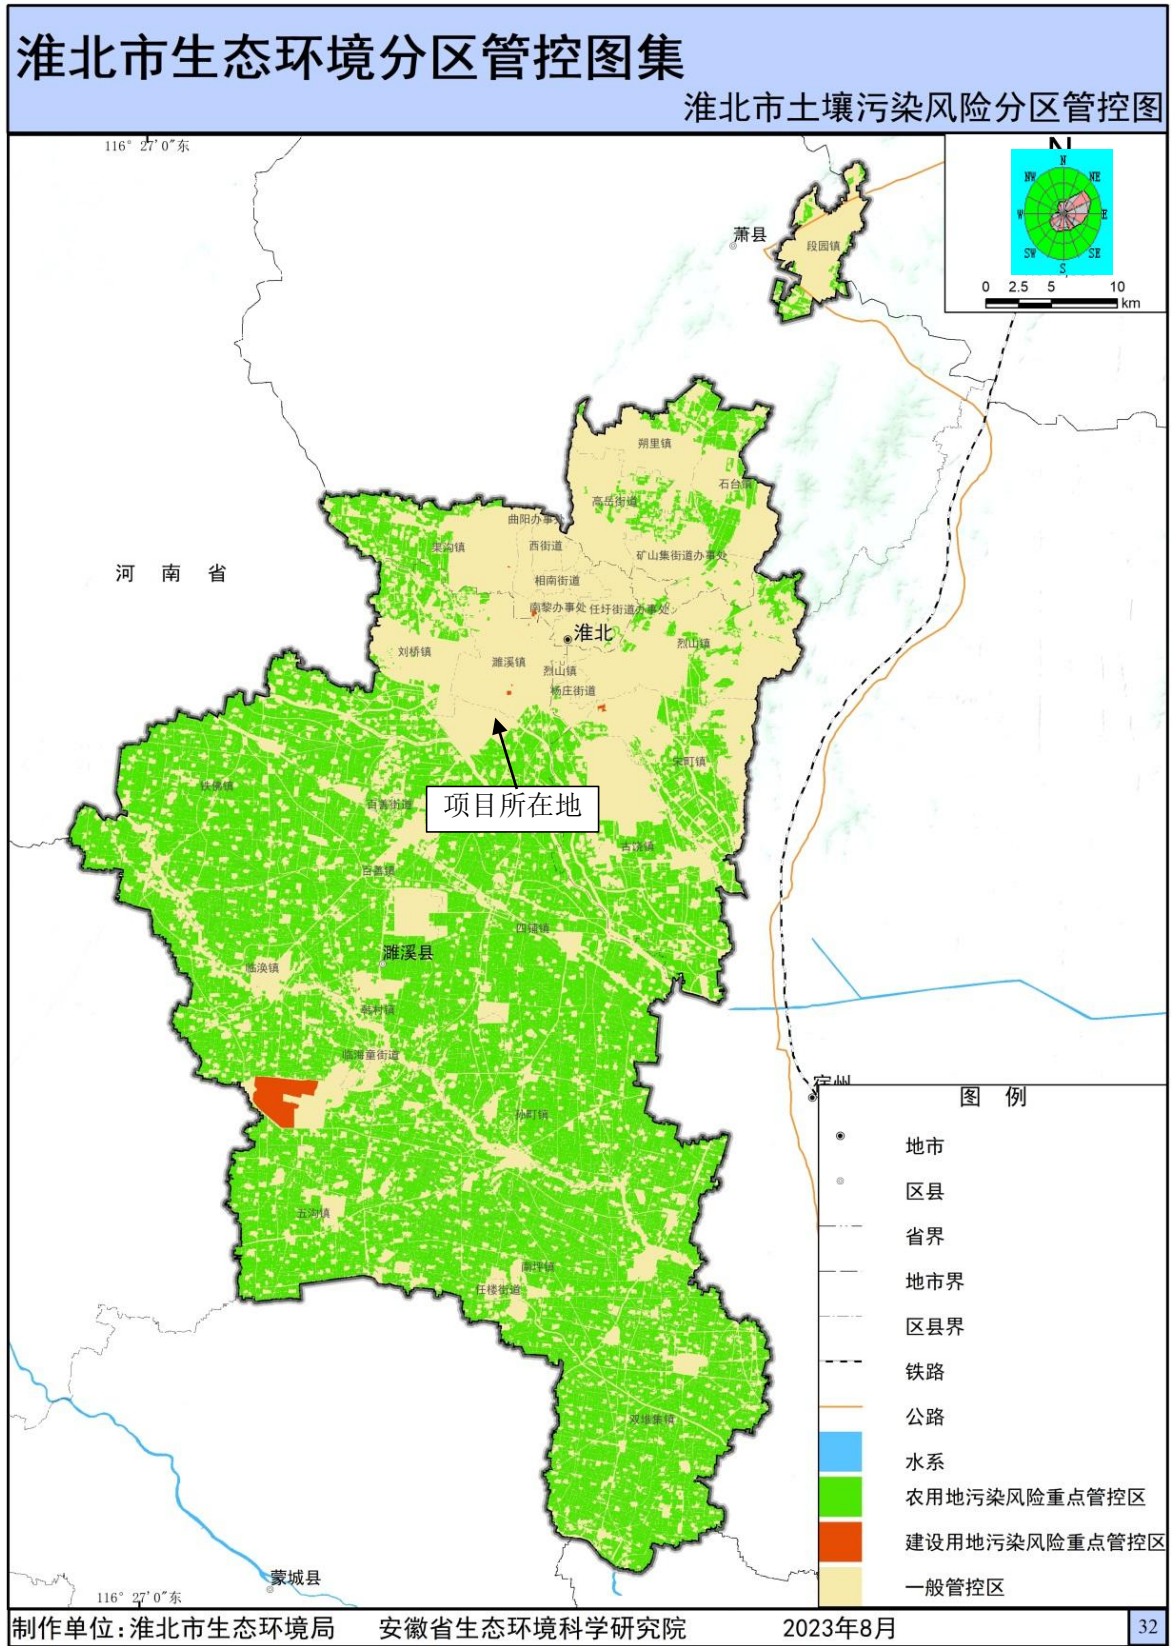 淮北市生态环境分区管控图集
淮北市土壤污染风险分区管控图
116° 27′0″东
N
N
NW
NE
W
E
SW
SE
S
0 2.5 5 10
km
萧县
段园镇
朔里镇
石台镇
高岳街道
曲阳办事处
西街道
渠沟镇
矿山集街道办事处
河南省
相南街道
南黎办事处
任圩街道办事处
淮北
刘桥镇
烈山镇
濉溪镇
烈山镇
杨庄街道
宋町镇
铁佛镇
百善街道
项目所在地
古饶镇
百善镇
四铺镇
濉溪县
临涣镇
韩村镇
临海童街道
宿州
孙町镇
五沟镇
南坪镇
任楼街道
双堆集镇
蒙城县
图例
地市
区县
省界
地市界
区县界
铁路
公路
水系
农用地污染风险重点管控区
建设用地污染风险重点管控区
一般管控区
116° 27′0″东
制作单位:淮北市生态环境局 安徽省生态环境科学研究院 2023年8月 32